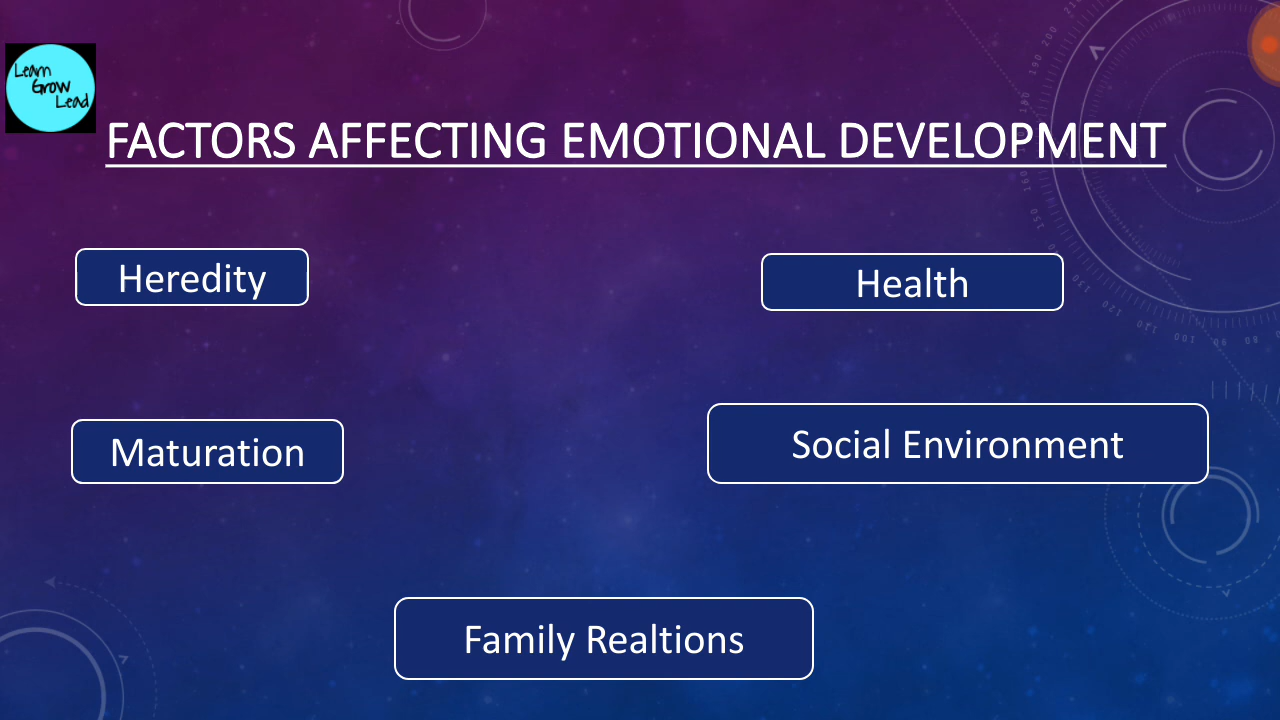 Learn
Grow
Lead
FACTORS AFFECTING EMOTIONAL DEVELOPMENT
Heredity
Health
Maturation
Social Environment
Family Realtions